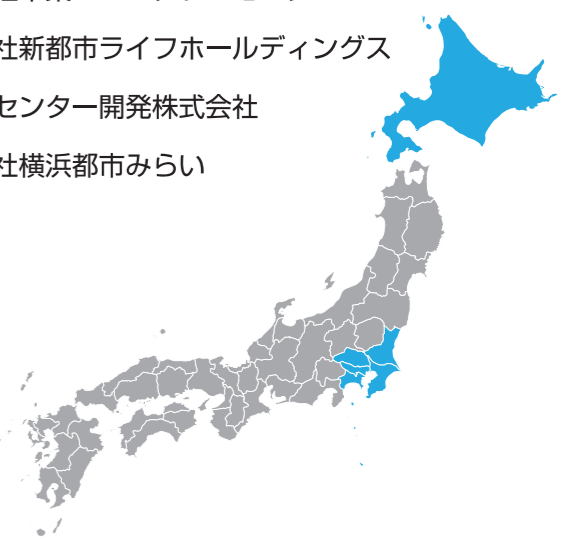 社新都市ライフホールディングス
センター開発株式会社
社横浜都市みらい